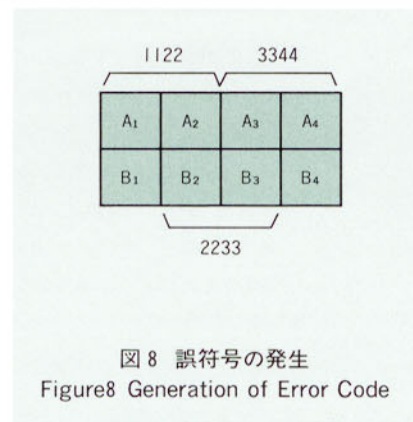 1122 3344
A₁ A₂ A₃ A₄
B₁ B₂ B₃ B₄
2233
図8 誤符号の発生
Figure8 Generation of Error Code